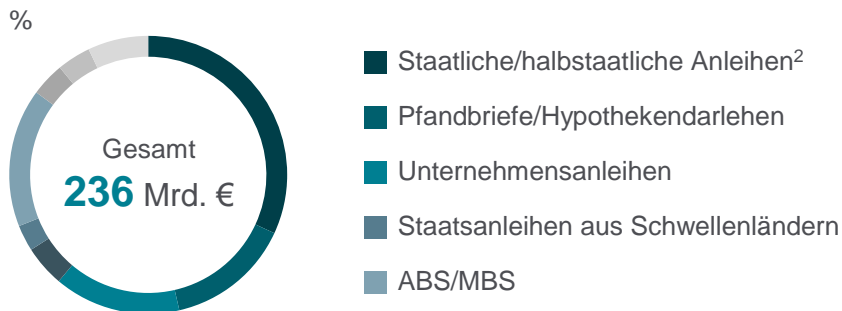 %
Gesamt
236 Mrd. €
Staatliche/halbstaatliche Anleihen²
Pfandbriefe/Hypothekendarlehen
Unternehmensanleihen
Staatsanleihen aus Schwellenländern
ABS/MBS